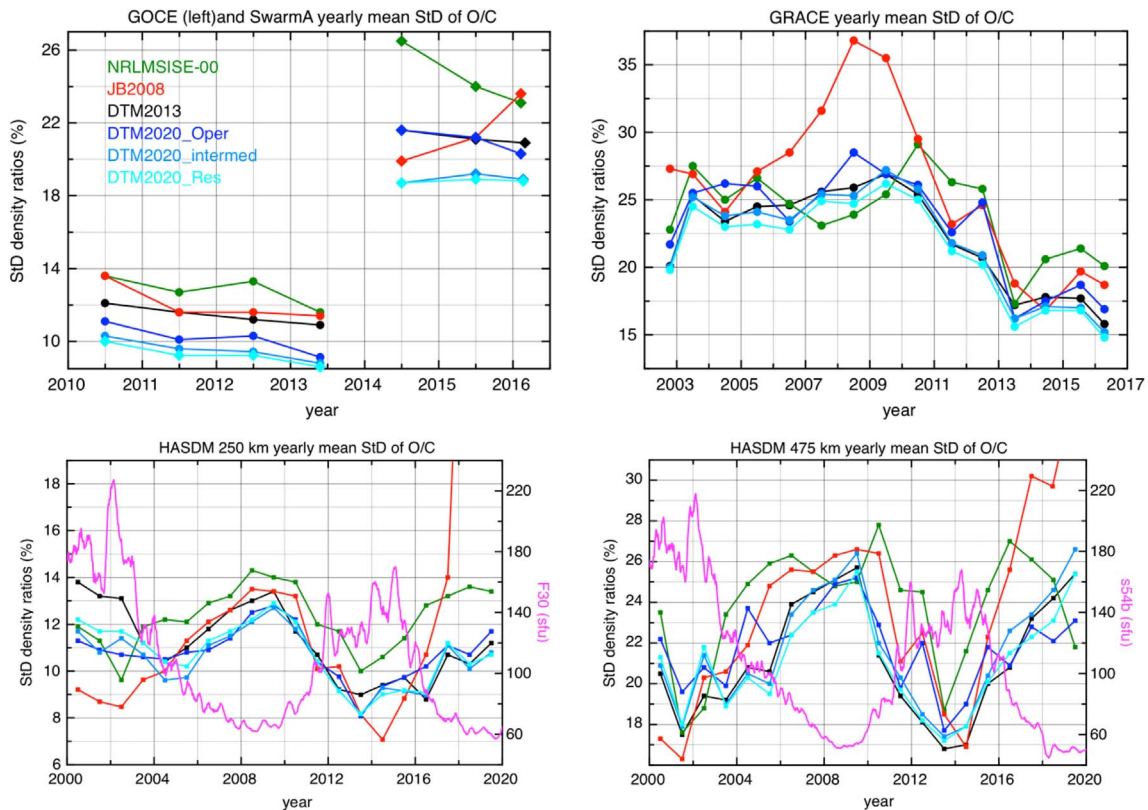 GOCE (left)and SwarmA yearly mean StD of O/C
StD density ratios (%)
26
22
18
14
10
NRLMSISE-00
JB2008
DTM2013
DTM2020_Oper
DTM2020_intermed
DTM2020_Res
2010 2011 2012 2013 2014 2015 2016
year
GRACE yearly mean StD of O/C
StD density ratios (%)
35
30
25
20
15
2003 2005 2007 2009 2011 2013 2015 2017
year
HASDM 250 km yearly mean StD of O/C
StD density ratios (%)
18
16
14
12
10
8
6
220
180
140
100
60
F30 (sfu)
2000 2004 2008 2012 2016 2020
year
HASDM 475 km yearly mean StD of O/C
StD density ratios (%)
30
28
26
24
22
20
18
220
180
140
100
60
s54b (sfu)
2000 2004 2008 2012 2016 2020
year